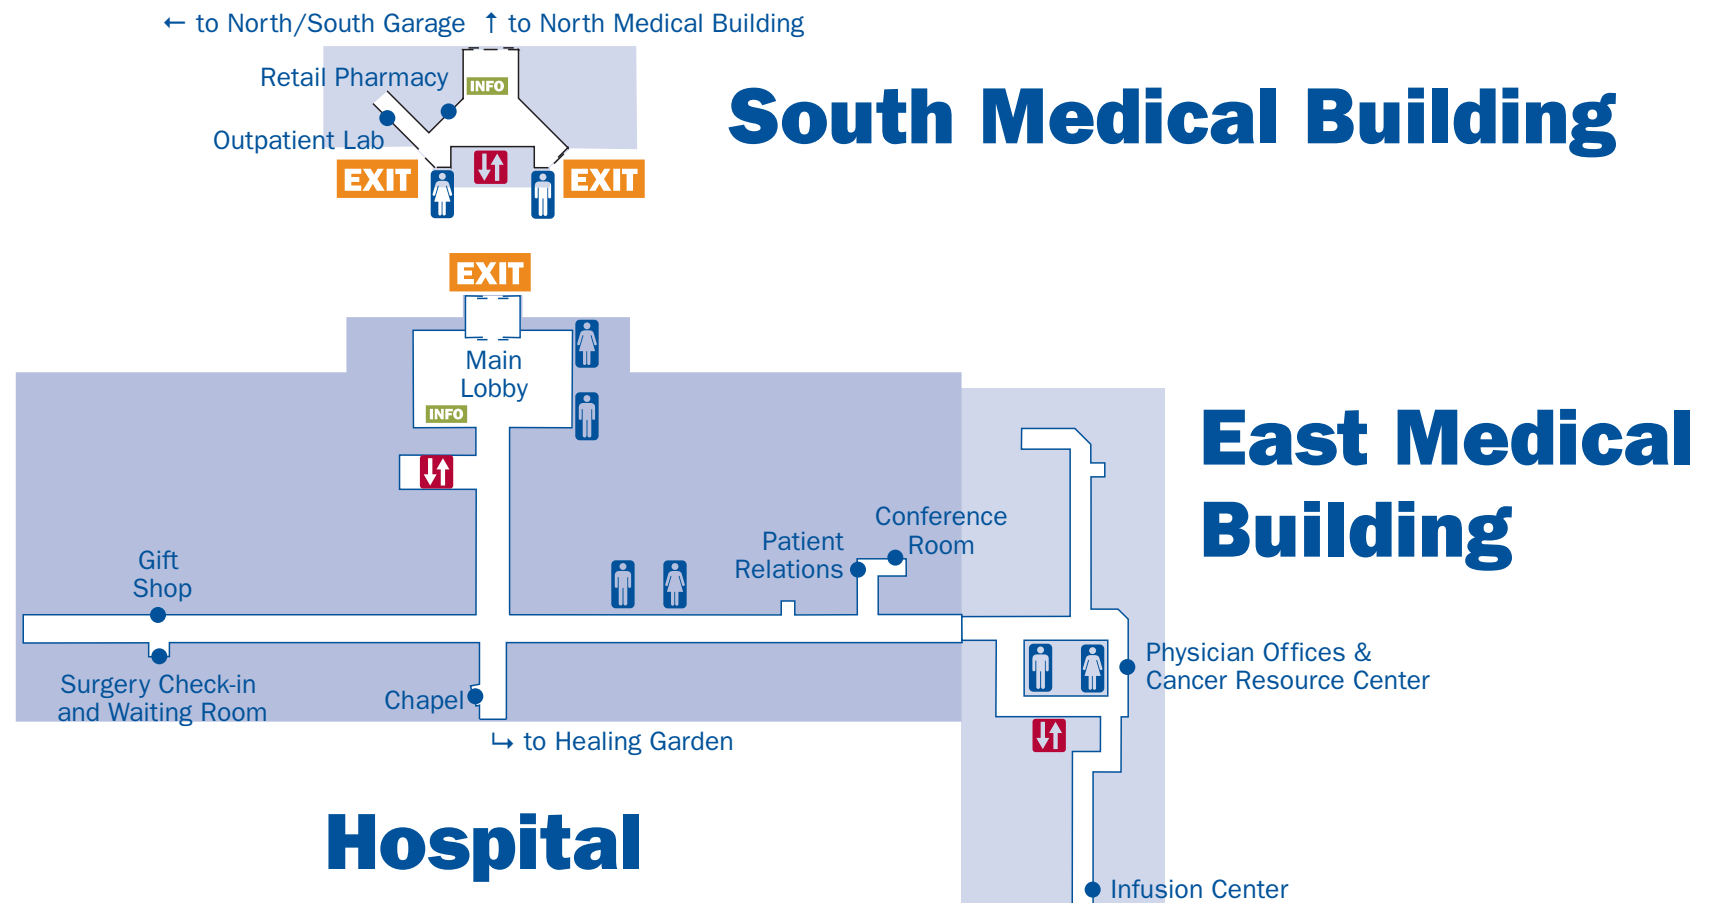 ← to North/South Garage ↑ to North Medical Building
Retail Pharmacy
INFO
South Medical Building
Outpatient Lab
EXIT
EXIT
EXIT
Main
Lobby
INFO
East Medical
Building
Conference
Room
Patient
Relations
Gift
Shop
Physician Offices &
Cancer Resource Center
Surgery Check-in
and Waiting Room
Chapel
↳ to Healing Garden
Hospital
Infusion Center